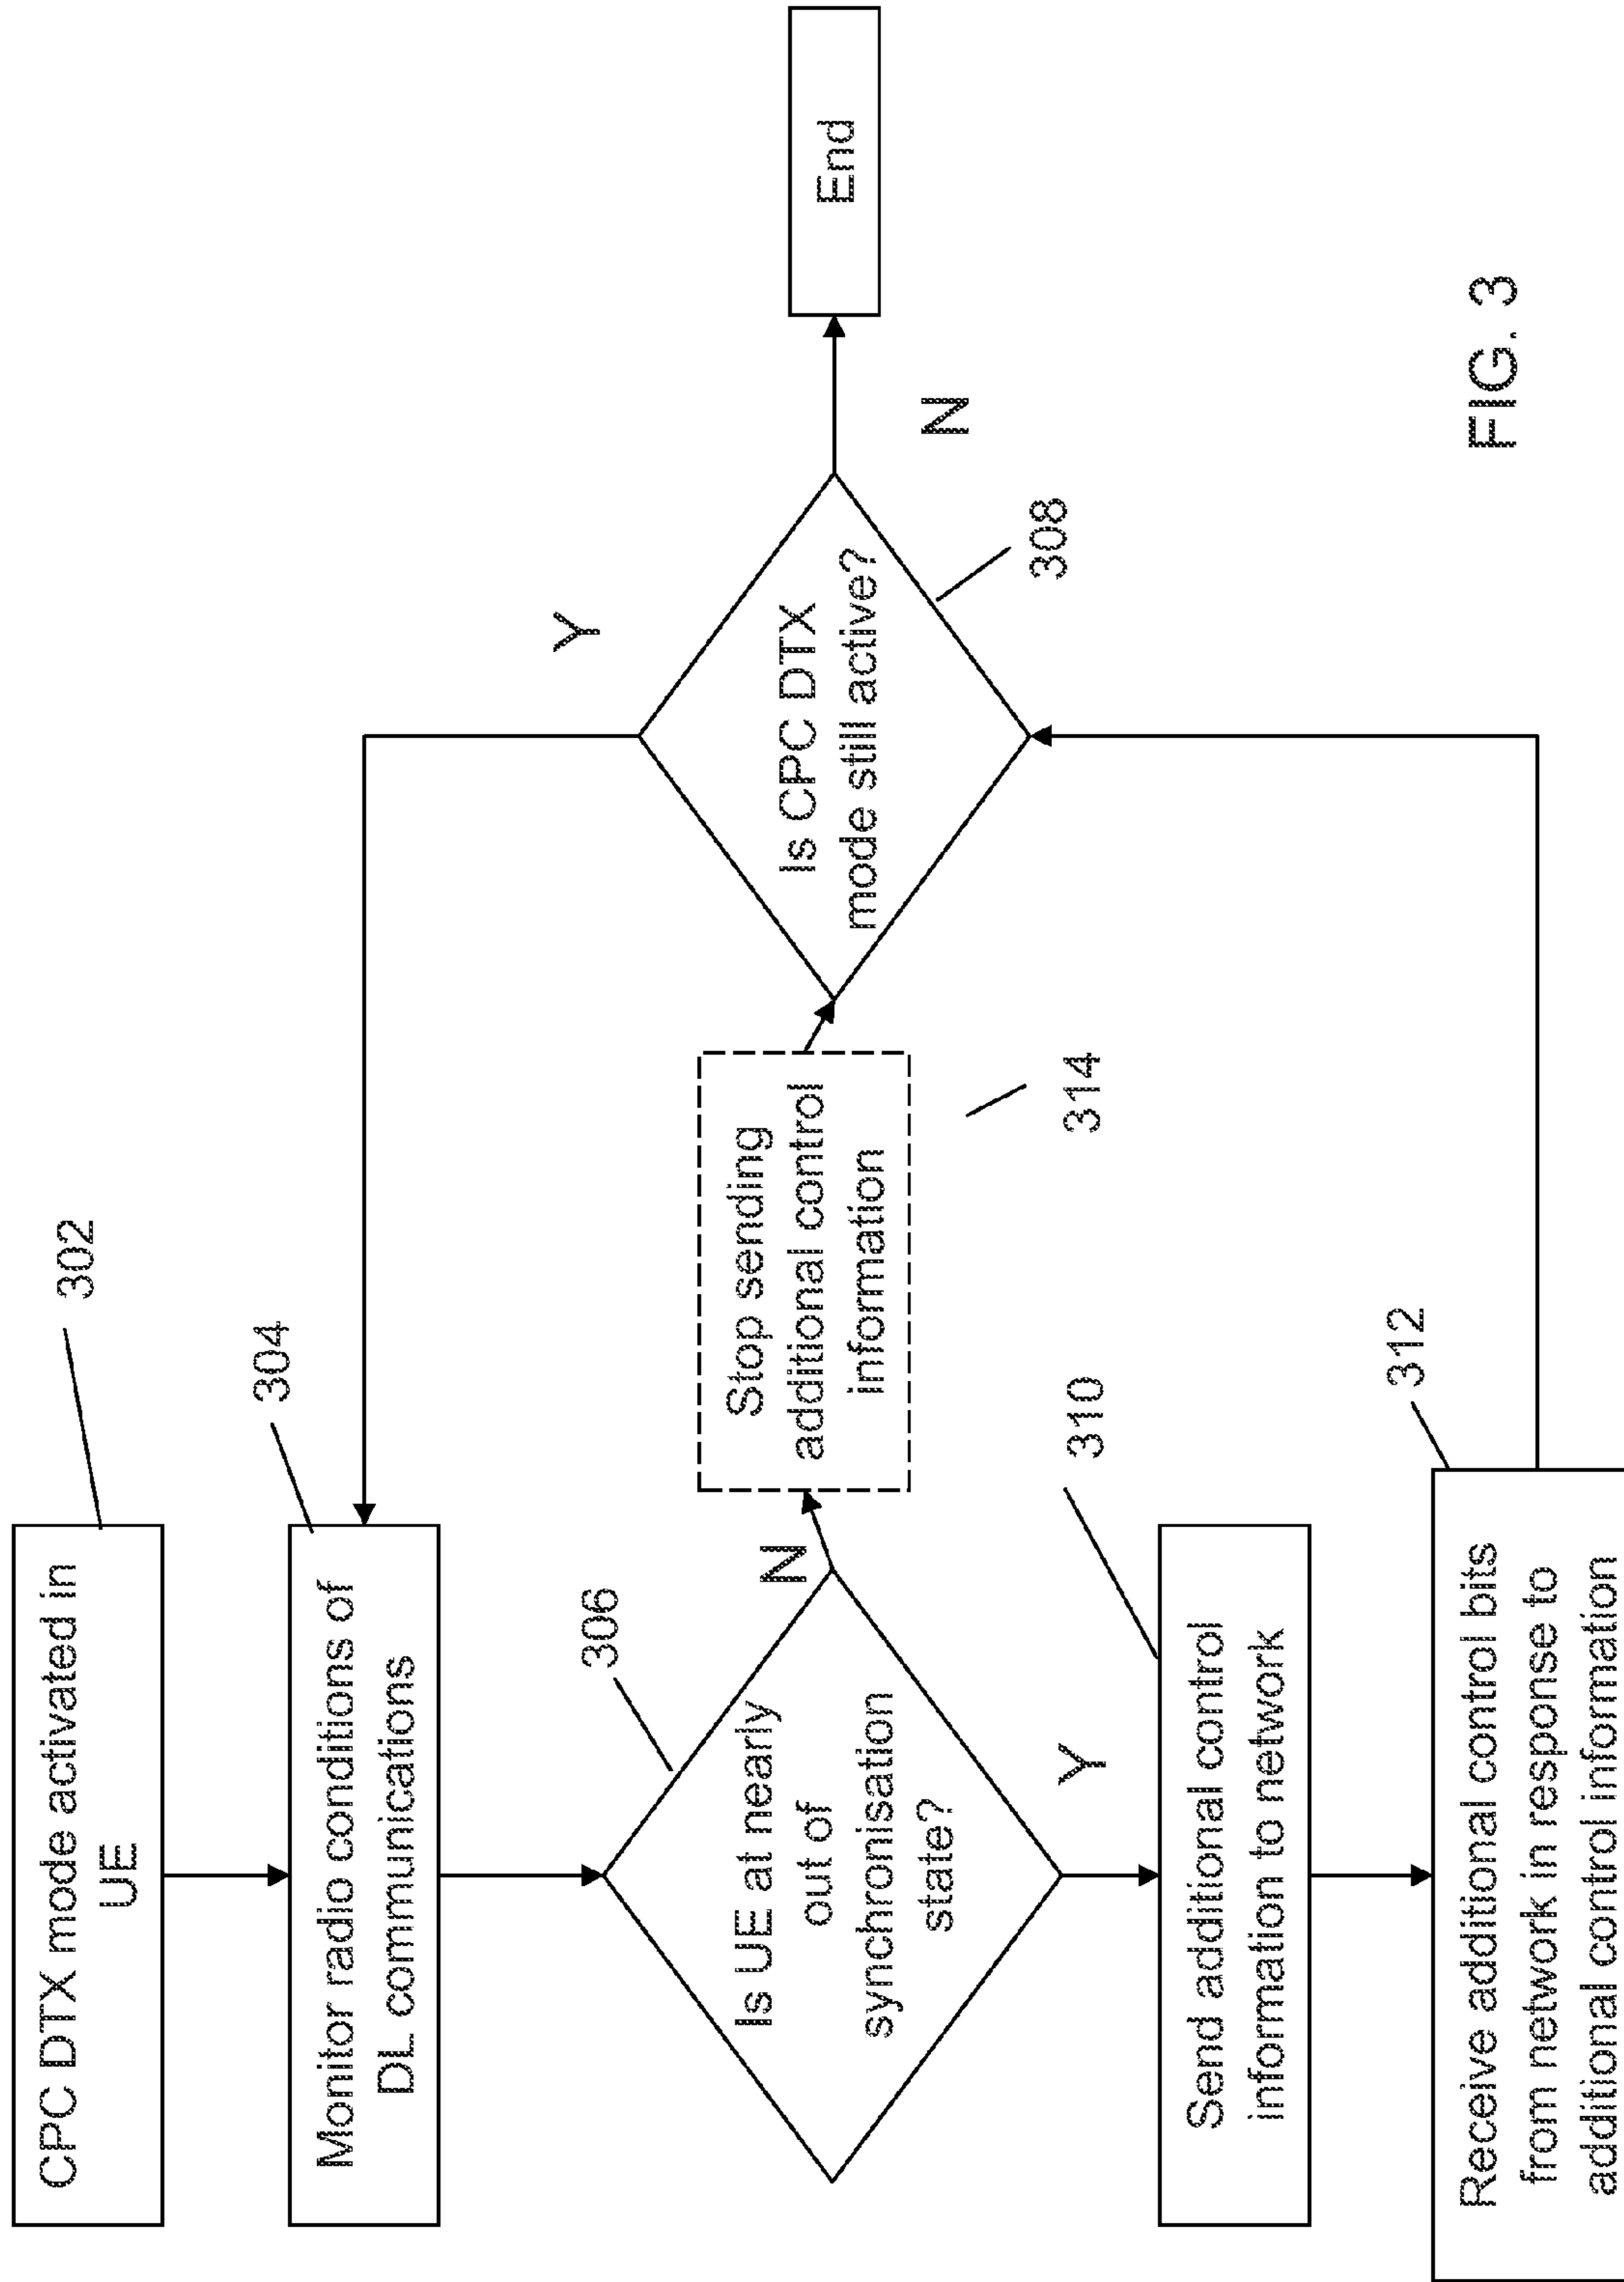 CPC DTX mode activated in
UE
302
Monitor radio conditions of
DL communications
304
Is UE at nearly
out of
synchronisation
state?
306
N
Y
Stop sending
additional control
information
314
Is CPC DTX
mode still active?
308
Y
N
End
Send additional control
information to network
310
Receive additional control bits
from network in response to
additional control information
312
FIG. 3